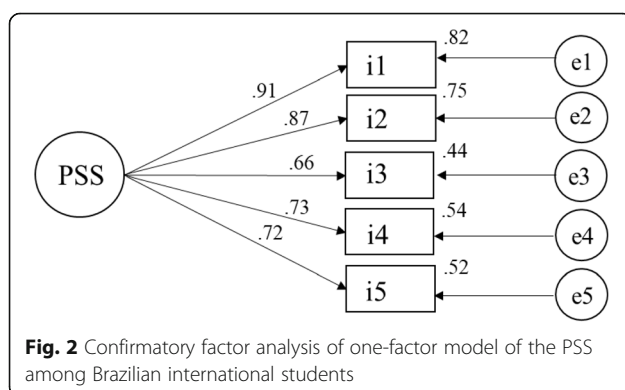 .82
i1
e1
.91
.75
i2
e2
.87
PSS
.44
i3
e3
.66
.54
i4
e4
.73
.52
i5
e5
.72
Fig. 2 Confirmatory factor analysis of one-factor model of the PSS
among Brazilian international students